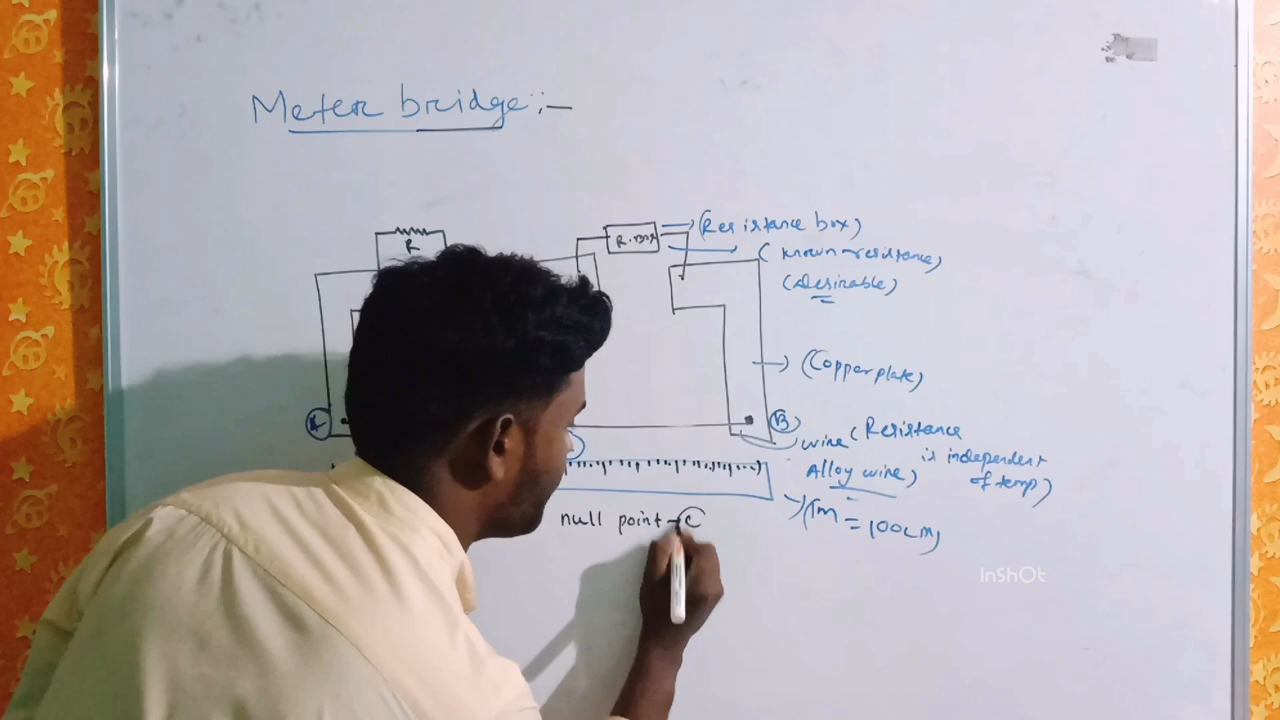 Meter bridge :-
R
R.Box
(Resistance box)
(known resistance)
(Desirable)
(Copper plate)
B
wire (Resistance
is independent
of temp)
Alloy wire)
1m = 100cm)
null point → C
InShOt